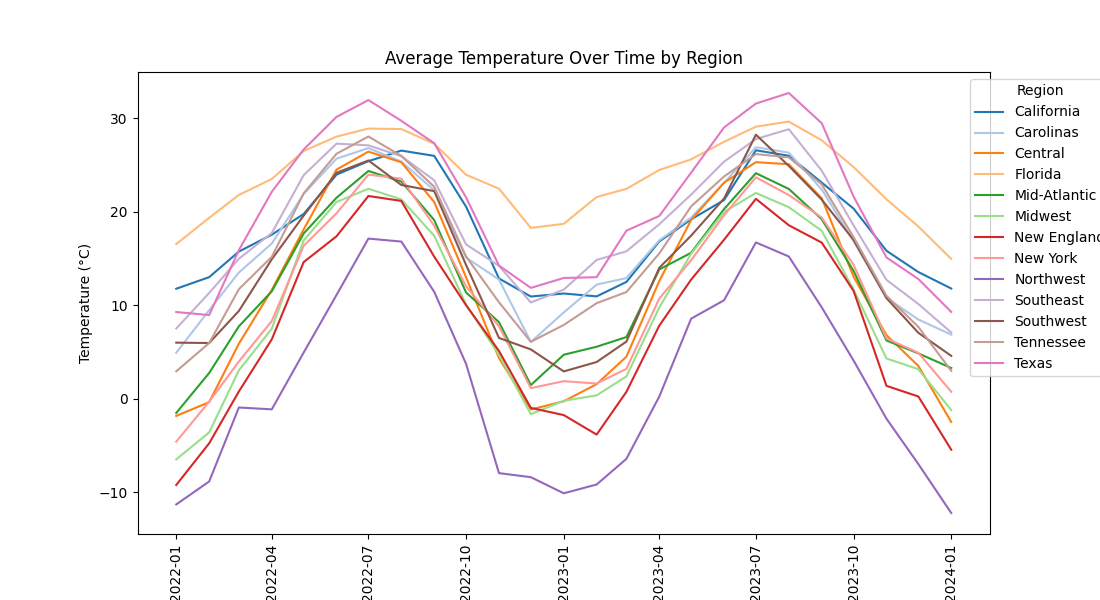 Average Temperature Over Time by Region
Temperature (°C)
30
20
10
0
−10
2022-01
2022-04
2022-07
2022-10
2023-01
2023-04
2023-07
2023-10
2024-01
Region
California
Carolinas
Central
Florida
Mid-Atlantic
Midwest
New England
New York
Northwest
Southeast
Southwest
Tennessee
Texas